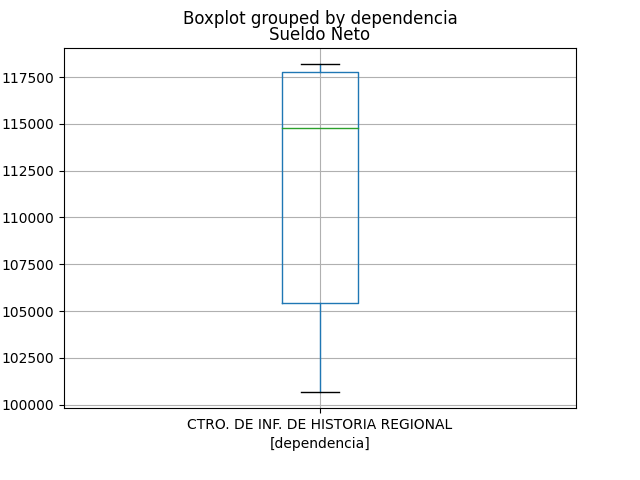 Boxplot grouped by dependencia
Sueldo Neto
117500
115000
112500
110000
107500
105000
102500
100000
CTRO. DE INF. DE HISTORIA REGIONAL
[dependencia]